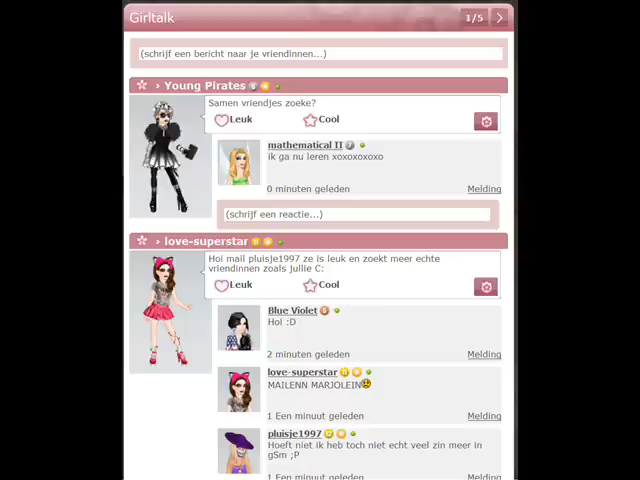 Girltalk
1/5
(schrijf een bericht naar je vriendinnen...)
› Young Pirates
Samen vriendjes zoeke?
Leuk Cool
mathematical II
ik ga nu leren xoxoxoxoxo
0 minuten geleden Melding
(schrijf een reactie...)
› love-superstar
Hoi mail pluisje1997 ze is leuk en zoekt meer echte
vriendinnen zoals jullie C:
Leuk Cool
Blue Violet
Hoi :D
2 minuten geleden Melding
love-superstar
MAILENN MARJOLEIN
1 Een minuut geleden Melding
pluisje1997
Hoeft niet ik heb toch niet echt veel zin meer in
gSm ;P
1 Een minuut geleden Melding